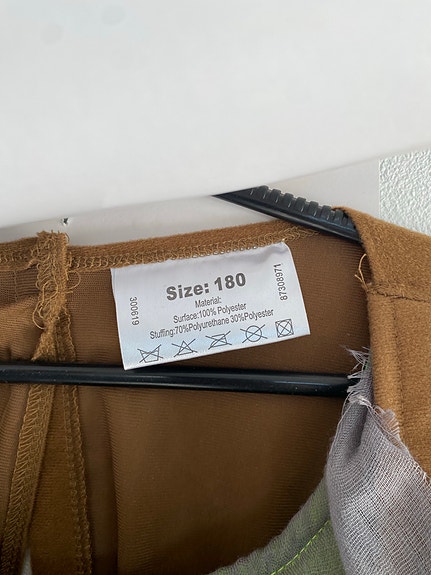 Size: 180
Material:
Surface:100% Polyester
Stuffing:70%Polyurethane 30%Polyester
300619
87308971